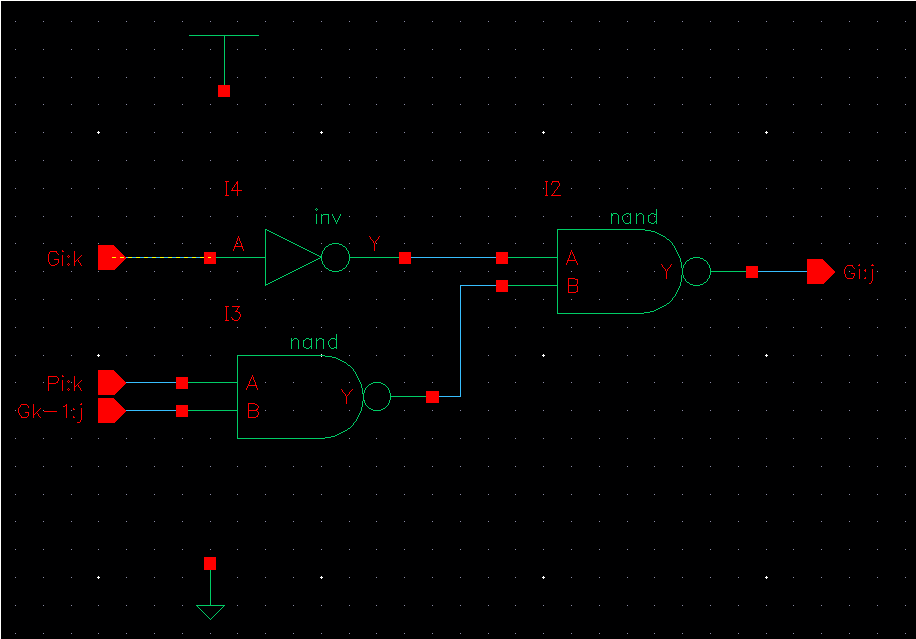 I4
I2
inv
nand
Gi:k
A
Y
A
Y
Gi:j
B
I3
nand
Pi:k
A
Y
Gk-1:j
B